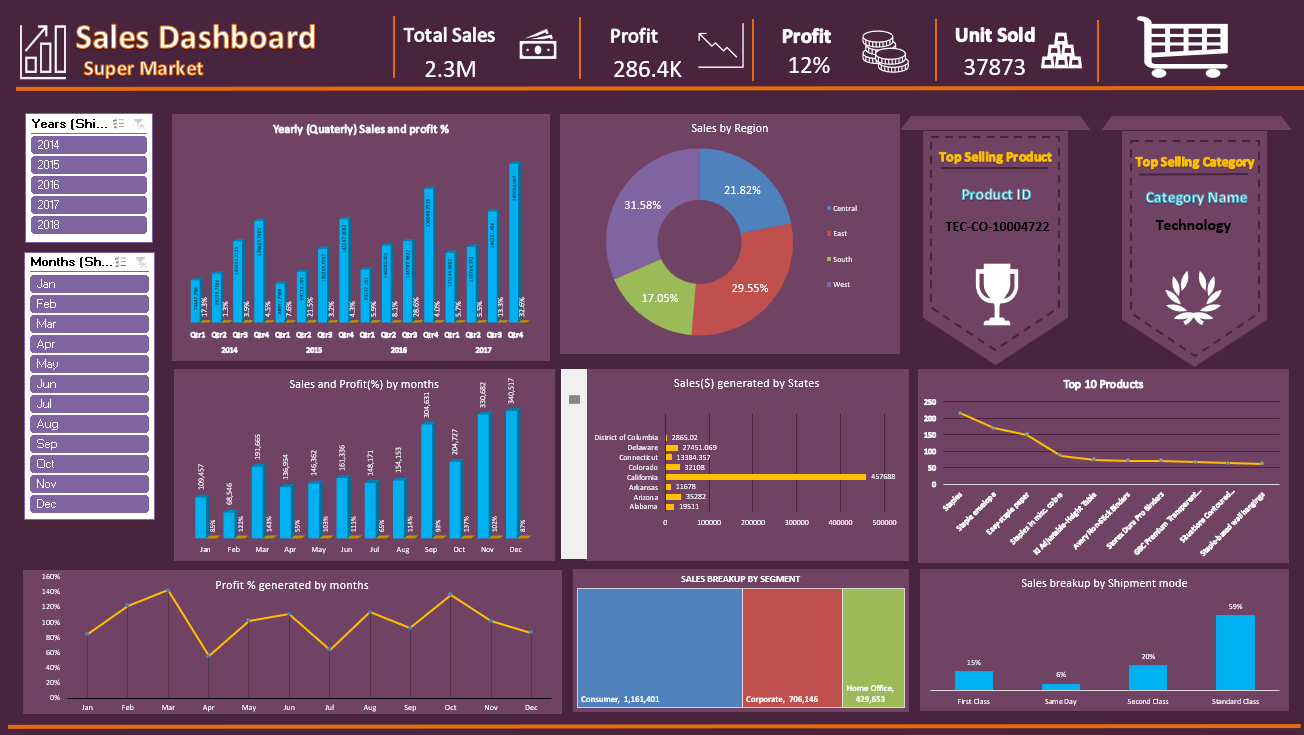 Sales Dashboard
Super Market
Total Sales
2.3M
Profit
286.4K
Profit
12%
Unit Sold
37873
Years (Shi...
2014
2015
2016
2017
2018
Months (Sh...
Jan
Feb
Mar
Apr
May
Jun
Jul
Aug
Sep
Oct
Nov
Dec
Yearly (Quaterly) Sales and profit %
17.3% 1.3% 3.9% 4.5% 7.6% 21.5% 3.2% 4.3% 5.9% 8.1% 28.6% 4.0% 5.7% 5.5% 13.3% 32.6%
Qtr1 Qtr2 Qtr3 Qtr4 Qtr1 Qtr2 Qtr3 Qtr4 Qtr1 Qtr2 Qtr3 Qtr4 Qtr1 Qtr2 Qtr3 Qtr4
2014 2015 2016 2017
Sales by Region
21.82%
29.55%
17.05%
31.58%
Central
East
South
West
Top Selling Product
Product ID
TEC-CO-10004722
Top Selling Category
Category Name
Technology
Sales and Profit(%) by months
109,457 68,546 191,665 136,954 146,362 161,336 148,171 154,153 304,631 204,727 330,682 340,517
85% 122% 143% 55% 103% 111% 65% 114% 93% 137% 102% 87%
Jan Feb Mar Apr May Jun Jul Aug Sep Oct Nov Dec
Sales($) generated by States
District of Columbia 2865.02
Delaware 27451.069
Connecticut 13384.357
Colorado 32108
California 457688
Arkansas 11678
Arizona 35282
Alabama 19511
0 100000 200000 300000 400000 500000
Top 10 Products
250
200
150
100
50
0
Staples
Staple envelope
Easy-staple paper
Staples in misc. colors
KI Adjustable-Height Table
Avery Non-Stick Binders
Storex Dura Pro Binders
GBC Premium Transparent...
Situations Contoured...
Staple-based wall hangings
Profit % generated by months
160%
140%
120%
100%
80%
60%
40%
20%
0%
Jan Feb Mar Apr May Jun Jul Aug Sep Oct Nov Dec
SALES BREAKUP BY SEGMENT
Consumer, 1,161,401
Corporate, 706,146
Home Office,
429,653
Sales breakup by Shipment mode
15%
6%
20%
59%
First Class Same Day Second Class Standard Class